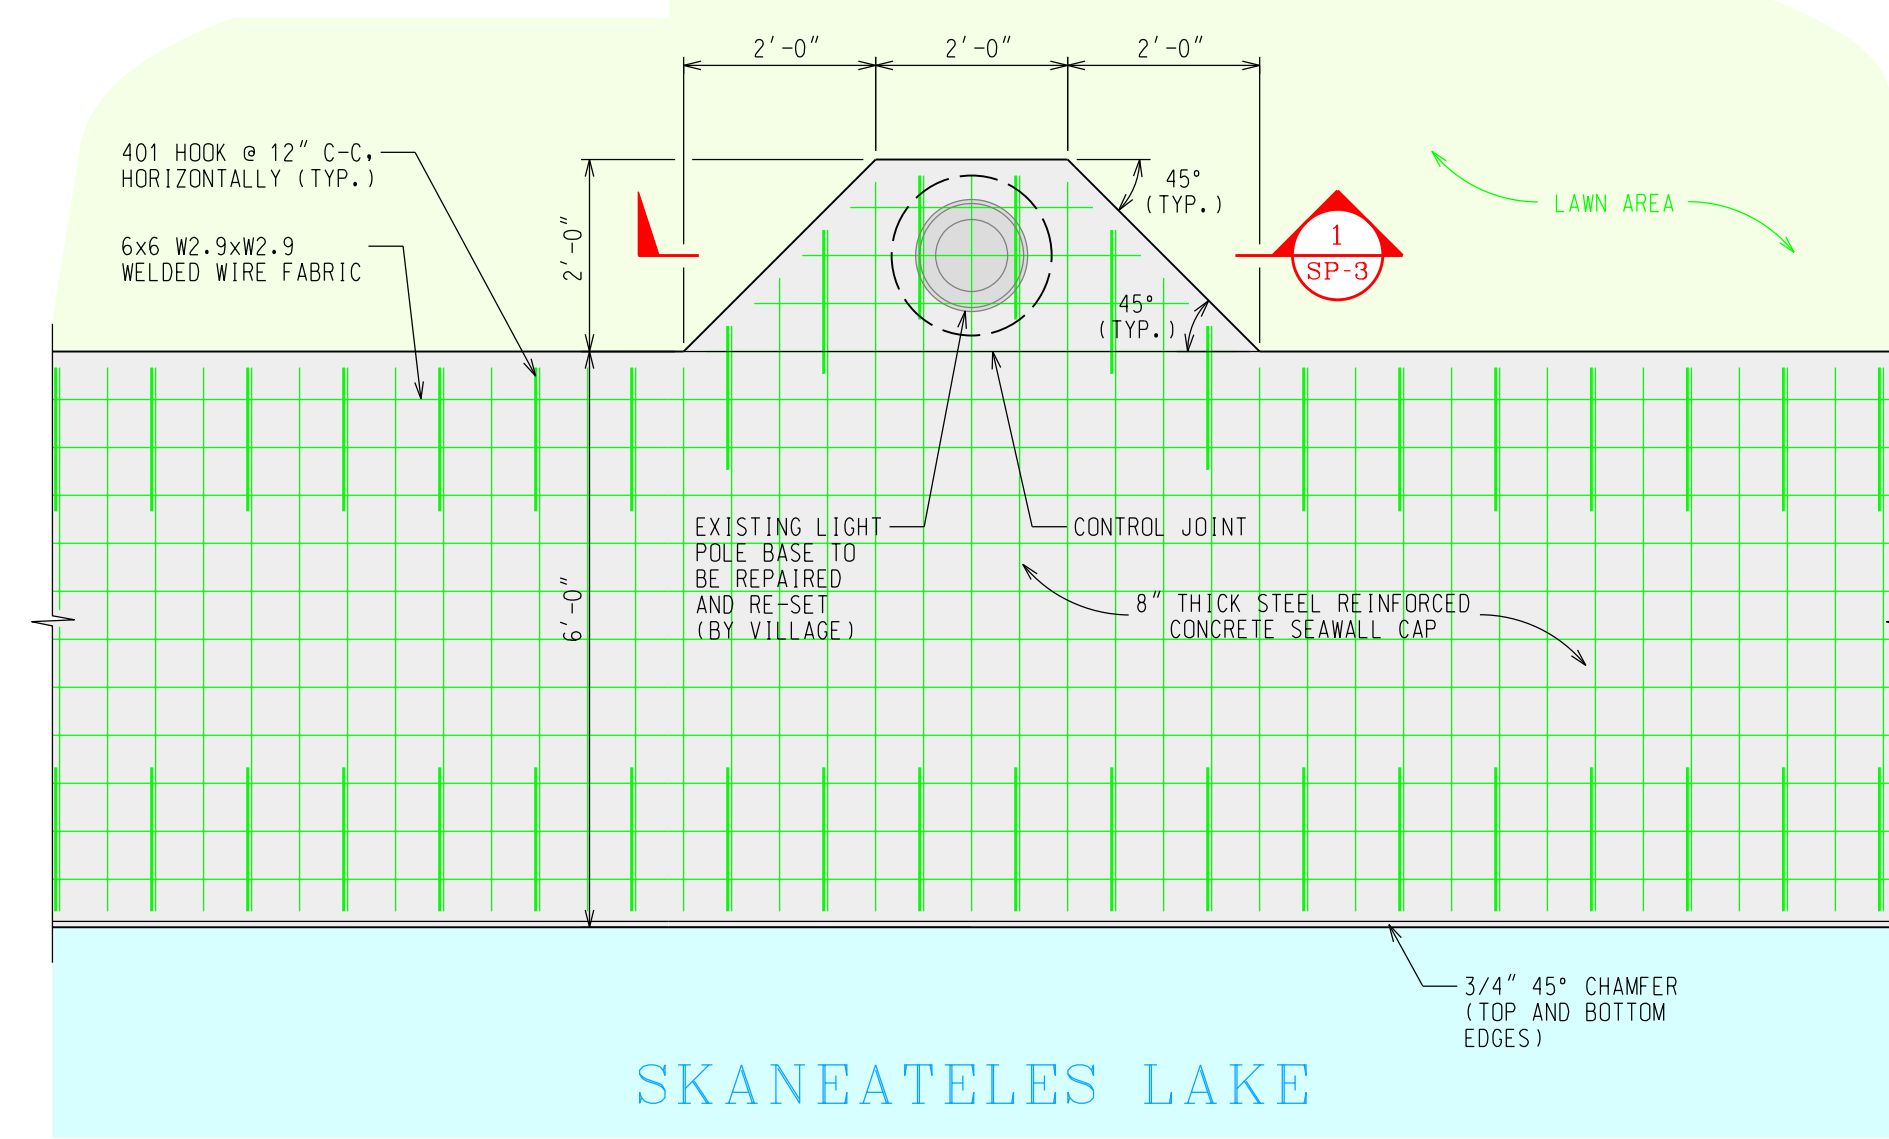 2'-0" 2'-0" 2'-0"
401 HOOK @ 12" C-C,
HORIZONTALLY (TYP.)
6x6 W2.9xW2.9
WELDED WIRE FABRIC
2'-0"
45°
(TYP.)
45°
(TYP.)
1
SP-3
LAWN AREA
EXISTING LIGHT
POLE BASE TO
BE REPAIRED
AND RE-SET
(BY VILLAGE)
CONTROL JOINT
6'-0"
8" THICK STEEL REINFORCED
CONCRETE SEAWALL CAP
3/4" 45° CHAMFER
(TOP AND BOTTOM
EDGES)
SKANEATELES LAKE